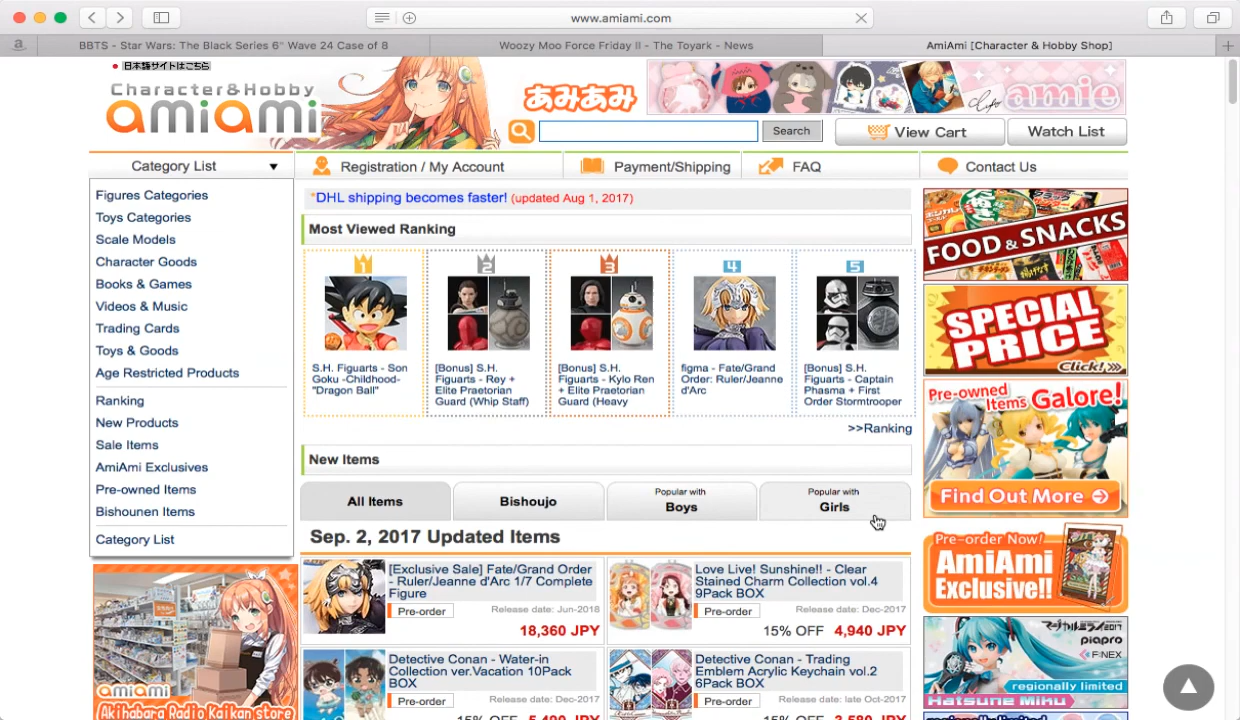 www.amiami.com
BBTS - Star Wars: The Black Series 6" Wave 24 Case of 8
Woozy Moo Force Friday II - The Toyark - News
AmiAmi [Character & Hobby Shop]
日本語サイトはこちら
Character&Hobby
amiami
あみあみ
amie
Search
View Cart
Watch List
Category List ▼
Registration / My Account
Payment/Shipping
FAQ
Contact Us
Figures Categories
Toys Categories
Scale Models
Character Goods
Books & Games
Videos & Music
Trading Cards
Toys & Goods
Age Restricted Products
Ranking
New Products
Sale Items
AmiAmi Exclusives
Pre-owned Items
Bishounen Items
Category List
amiami
Akihabara Radio Kaikan store
*DHL shipping becomes faster! (updated Aug 1, 2017)
Most Viewed Ranking
1
2
3
4
5
S.H. Figuarts - Son
Goku -Childhood-
"Dragon Ball"
[Bonus] S.H.
Figuarts - Rey +
Elite Praetorian
Guard (Whip Staff)
[Bonus] S.H.
Figuarts - Kylo Ren
+ Elite Praetorian
Guard (Heavy
figma - Fate/Grand
Order: Ruler/Jeanne
d'Arc
[Bonus] S.H.
Figuarts - Captain
Phasma + First
Order Stormtrooper
>>Ranking
New Items
All Items
Bishoujo
Popular with
Boys
Popular with
Girls
Sep. 2, 2017 Updated Items
[Exclusive Sale] Fate/Grand Order
- Ruler/Jeanne d'Arc 1/7 Complete
Figure
Pre-order
Release date: Jun-2018
18,360 JPY
Love Live! Sunshine!! - Clear
Stained Charm Collection vol.4
9Pack BOX
Pre-order
Release date: Dec-2017
15% OFF 4,940 JPY
Detective Conan - Water-in
Collection ver.Vacation 10Pack
BOX
Pre-order
Release date: Dec-2017
15% OFF 5,490 JPY
Detective Conan - Trading
Emblem Acrylic Keychain vol.2
6Pack BOX
Pre-order
Release date: late Oct-2017
15% OFF 3,580 JPY
FOOD & SNACKS
SPECIAL
PRICE
Click!
Pre-owned
Items Galore!
Find Out More
Pre-order Now!
AmiAmi
Exclusive!!
piapro
F:NEX
regionally limited
Hatsune Miku